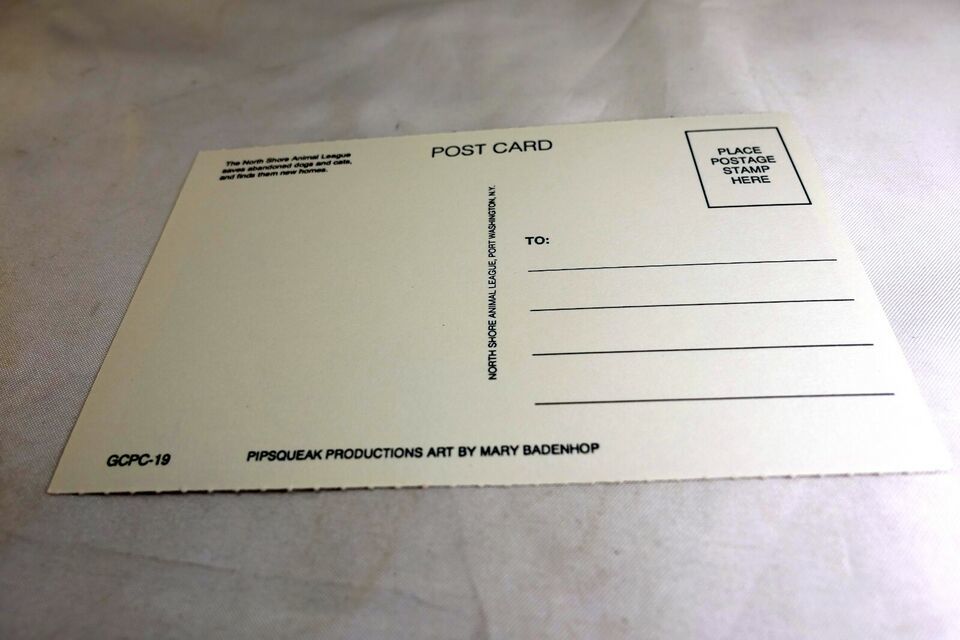 The North Shore Animal League
saves abandoned dogs and cats,
and finds them new homes.
POST CARD
PLACE
POSTAGE
STAMP
HERE
NORTH SHORE ANIMAL LEAGUE, PORT WASHINGTON, N.Y.
TO:
GCPC-19
PIPSQUEAK PRODUCTIONS ART BY MARY BADENHOP